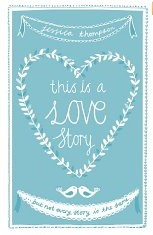 jessica thompson
this is a
LOVE
story
...but not every story is the same